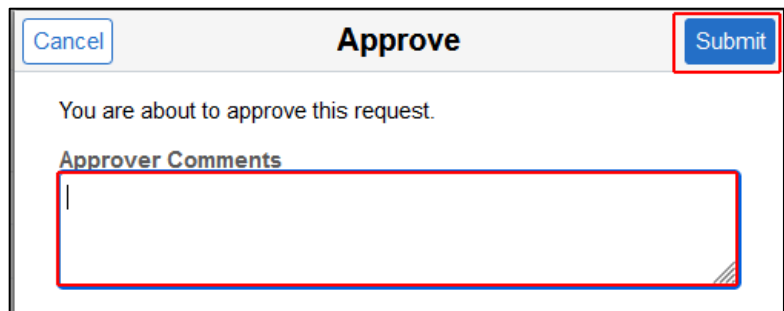 Cancel Approve Submit
You are about to approve this request.
Approver Comments